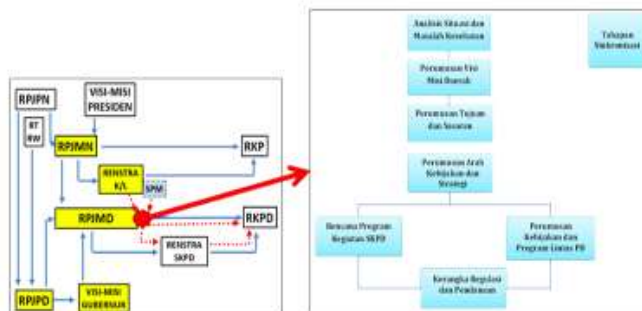 RPJPN
VISI-MISI
PRESIDEN
RT
RW
RPJMN
RKP
RENSTRA
K/L
SPM
RPJMD
RKPD
RENSTRA
SKPD
RPJPD
VISI-MISI
GUBERNUR
Analisis Situasi dan
Masalah Kesehatan
Tahapan
Sinkronisasi
Perumusan Visi
Misi Daerah
Perumusan Tujuan
dan Sasaran
Perumusan Arah
Kebijakan dan
Strategi
Rencana Program
Kegiatan SKPD
Perumusan
Kebijakan dan
Program Lintas PD
Kerangka Regulasi
dan Pendanaan